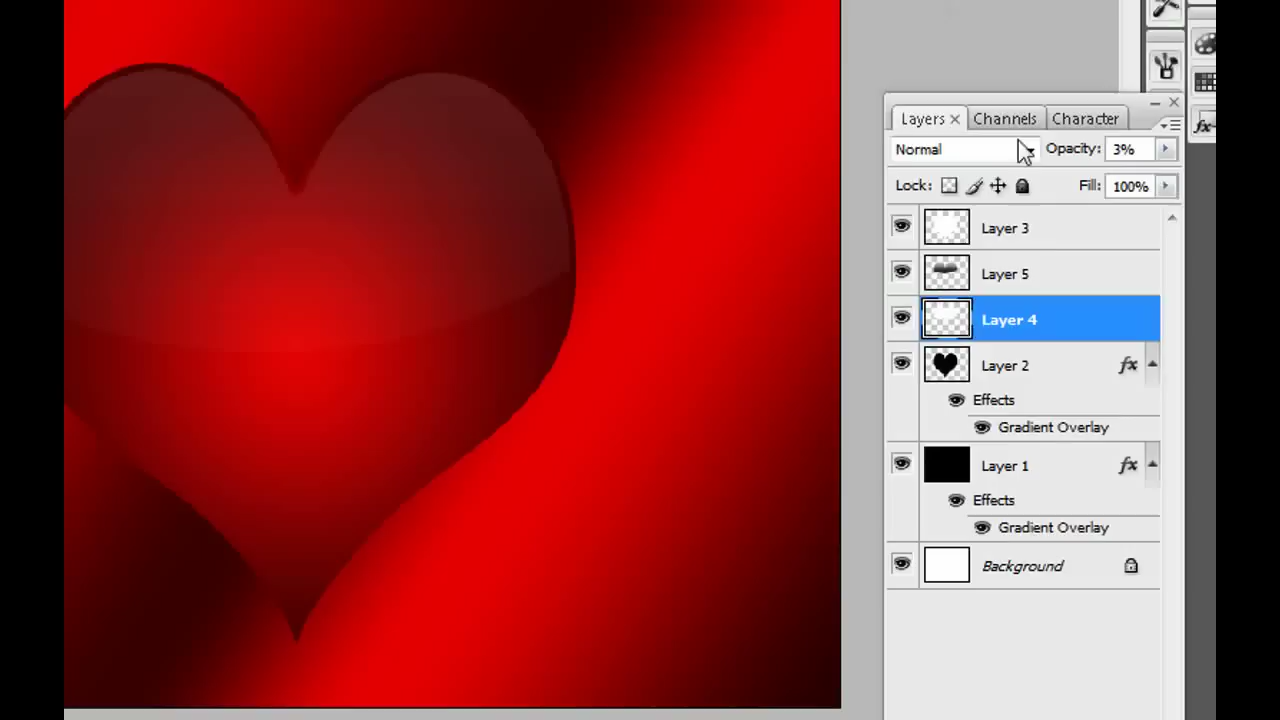 Layers Channels Character
Normal Opacity: 3%
Lock: Fill: 100%
Layer 3
Layer 5
Layer 4
Layer 2 fx
Effects
Gradient Overlay
Layer 1 fx
Effects
Gradient Overlay
Background
fx